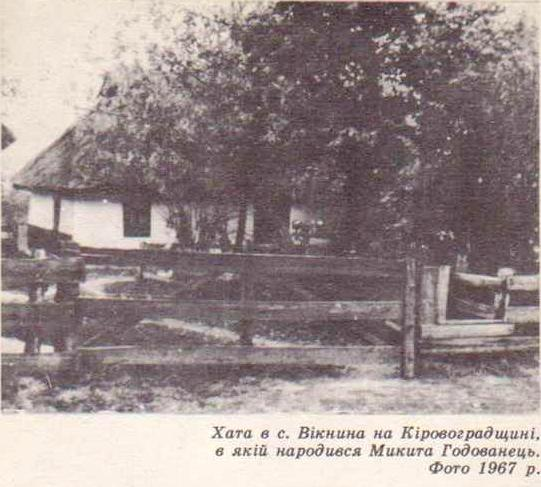 Хата в с. Вікнина на Кіровоградщині,
в якій народився Микита Годованець.
Фото 1967 р.